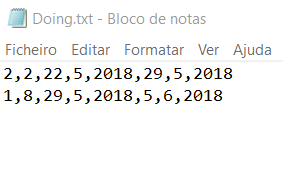 Doing.txt - Bloco de notas
Ficheiro Editar Formatar Ver Ajuda
2,2,22,5,2018,29,5,2018
1,8,29,5,2018,5,6,2018